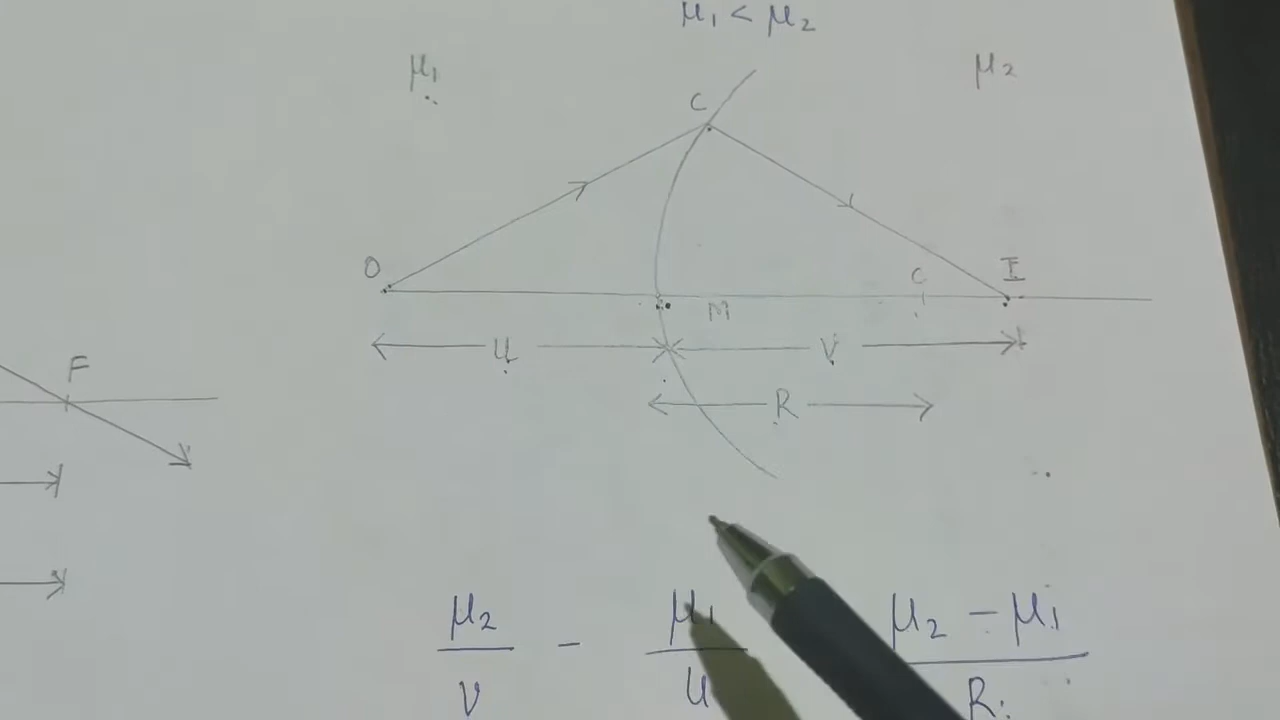 μ₁ < μ₂
μ₁ μ₂
C
O C I
M
u v
F
R
μ₂/v - μ₁/u μ₂ - μ₁/R